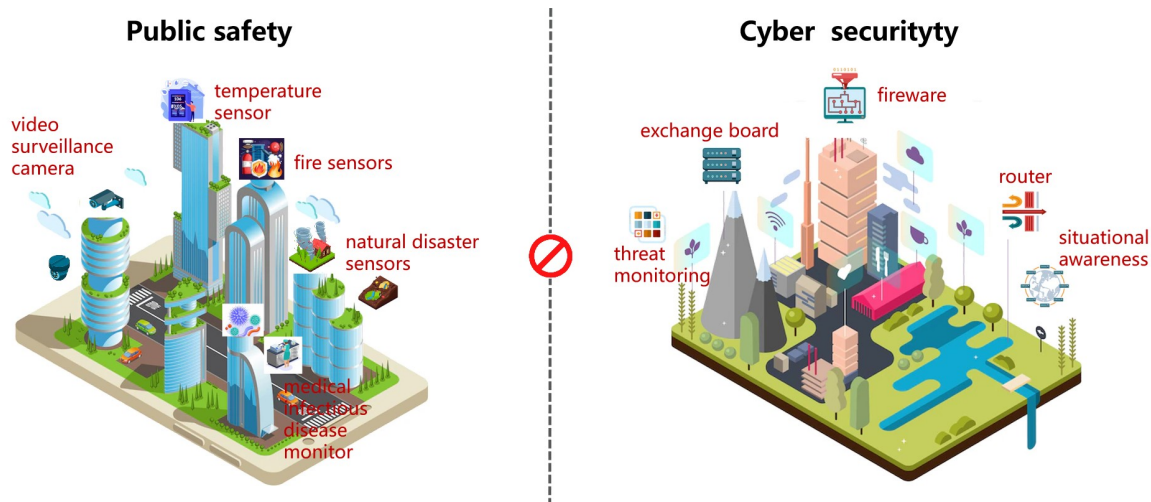 Public safety
temperature
sensor
video
surveillance
camera
fire sensors
natural disaster
sensors
medical
infectious
disease
monitor
Cyber securityty
fireware
exchange board
router
threat
monitoring
situational
awareness